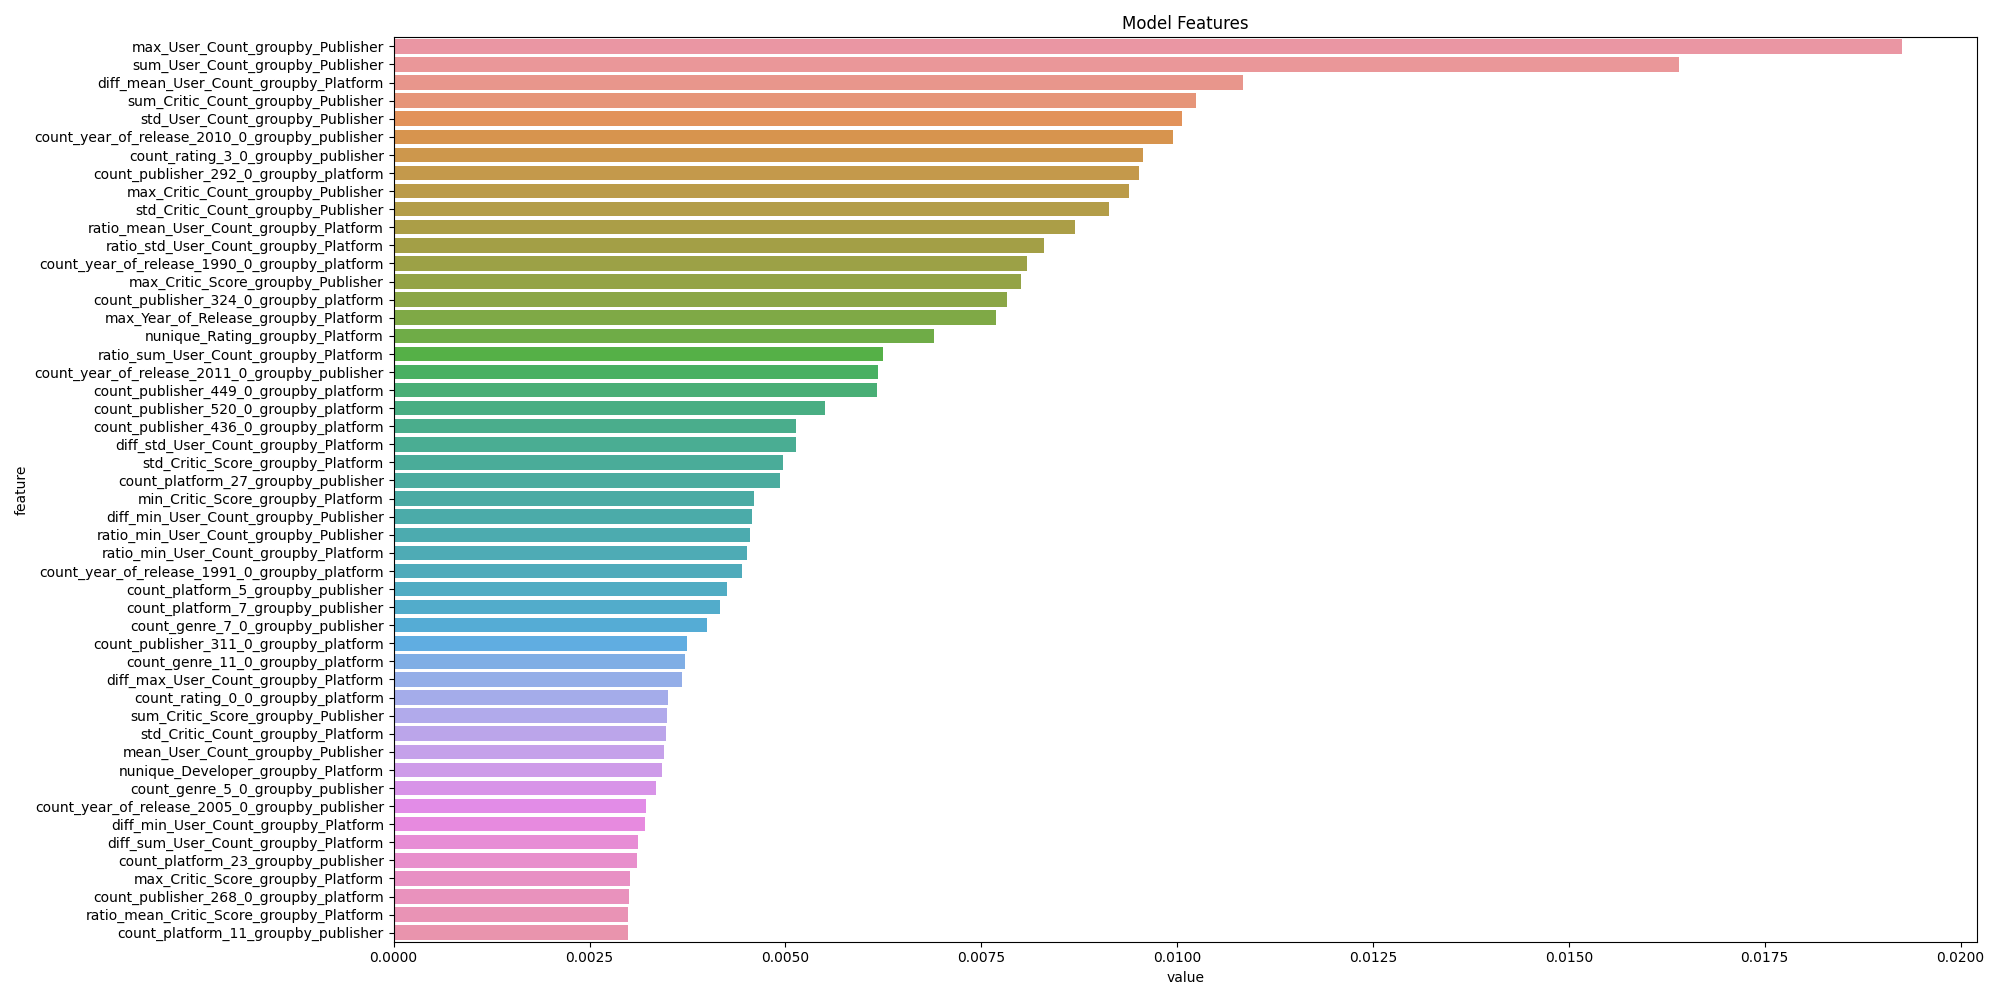 Model Features
max_User_Count_groupby_Publisher
sum_User_Count_groupby_Publisher
diff_mean_User_Count_groupby_Platform
sum_Critic_Count_groupby_Publisher
std_User_Count_groupby_Publisher
count_year_of_release_2010_0_groupby_publisher
count_rating_3_0_groupby_publisher
count_publisher_292_0_groupby_platform
max_Critic_Count_groupby_Publisher
std_Critic_Count_groupby_Publisher
ratio_mean_User_Count_groupby_Platform
ratio_std_User_Count_groupby_Platform
count_year_of_release_1990_0_groupby_platform
max_Critic_Score_groupby_Publisher
count_publisher_324_0_groupby_platform
max_Year_of_Release_groupby_Platform
nunique_Rating_groupby_Platform
ratio_sum_User_Count_groupby_Platform
count_year_of_release_2011_0_groupby_publisher
count_publisher_449_0_groupby_platform
count_publisher_520_0_groupby_platform
count_publisher_436_0_groupby_platform
diff_std_User_Count_groupby_Platform
std_Critic_Score_groupby_Platform
count_platform_27_groupby_publisher
min_Critic_Score_groupby_Platform
diff_min_User_Count_groupby_Publisher
ratio_min_User_Count_groupby_Publisher
ratio_min_User_Count_groupby_Platform
count_year_of_release_1991_0_groupby_platform
count_platform_5_groupby_publisher
count_platform_7_groupby_publisher
count_genre_7_0_groupby_publisher
count_publisher_311_0_groupby_platform
count_genre_11_0_groupby_platform
diff_max_User_Count_groupby_Platform
count_rating_0_0_groupby_platform
sum_Critic_Score_groupby_Publisher
std_Critic_Count_groupby_Platform
mean_User_Count_groupby_Publisher
nunique_Developer_groupby_Platform
count_genre_5_0_groupby_publisher
count_year_of_release_2005_0_groupby_publisher
diff_min_User_Count_groupby_Platform
diff_sum_User_Count_groupby_Platform
count_platform_23_groupby_publisher
max_Critic_Score_groupby_Platform
count_publisher_268_0_groupby_platform
ratio_mean_Critic_Score_groupby_Platform
count_platform_11_groupby_publisher
feature
0.0000 0.0025 0.0050 0.0075 0.0100 0.0125 0.0150 0.0175 0.0200
value